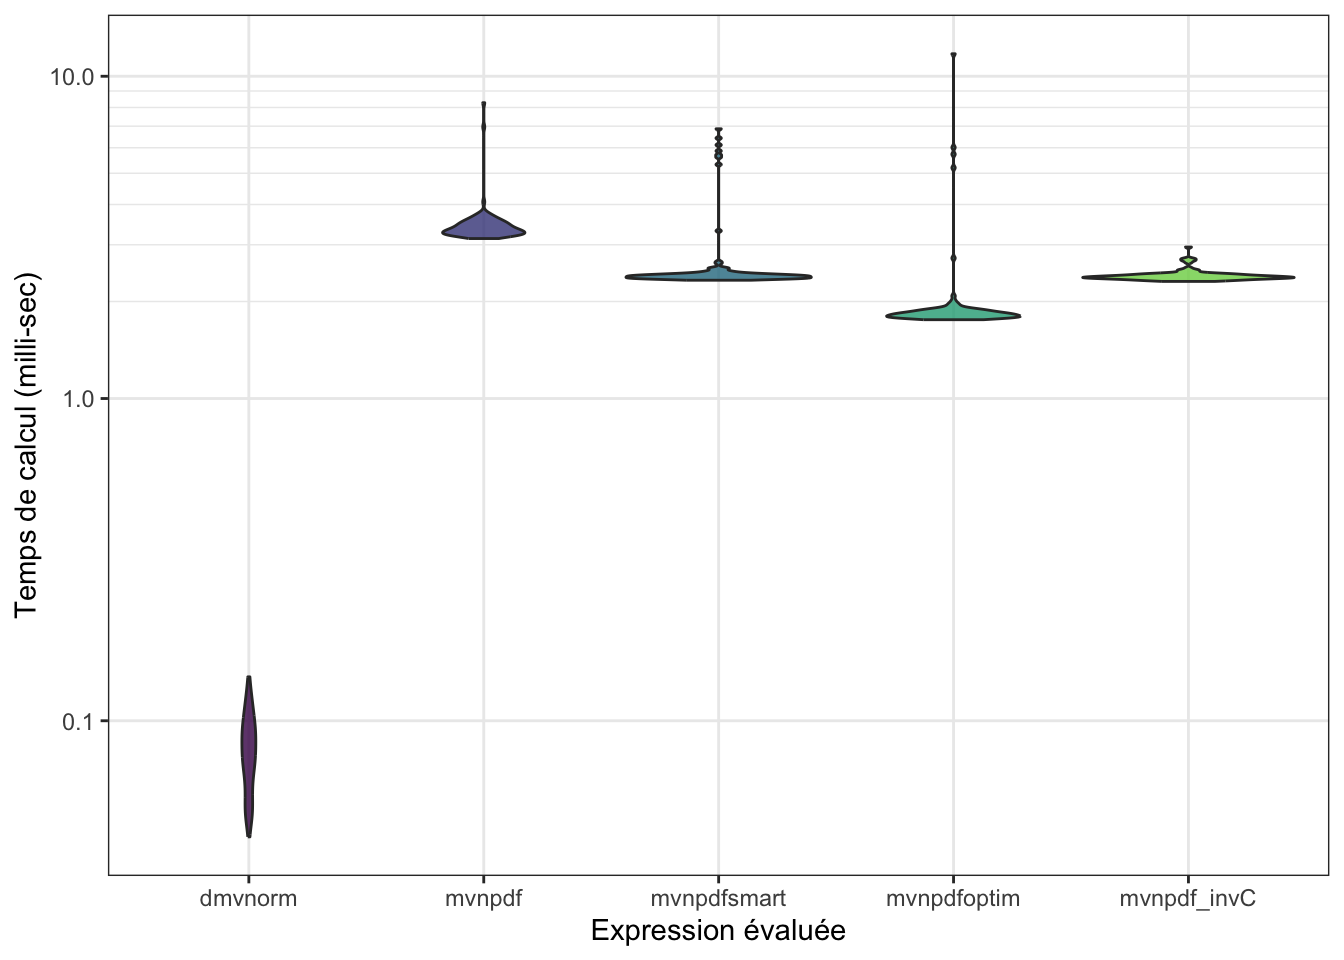 Temps de calcul (milli-sec)
10.0
1.0
0.1
dmvnorm
mvnpdf
mvnpdfsmart
mvnpdfoptim
mvnpdf_invC
Expression évaluée